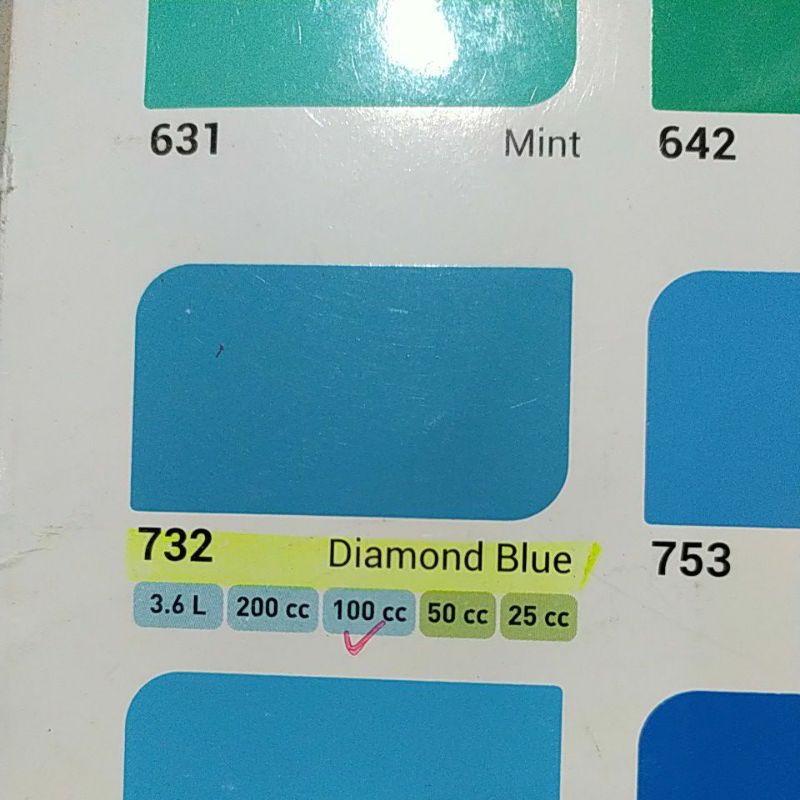 631 Mint 642
732 Diamond Blue 753
3.6 L 200 cc 100 cc 50 cc 25 cc